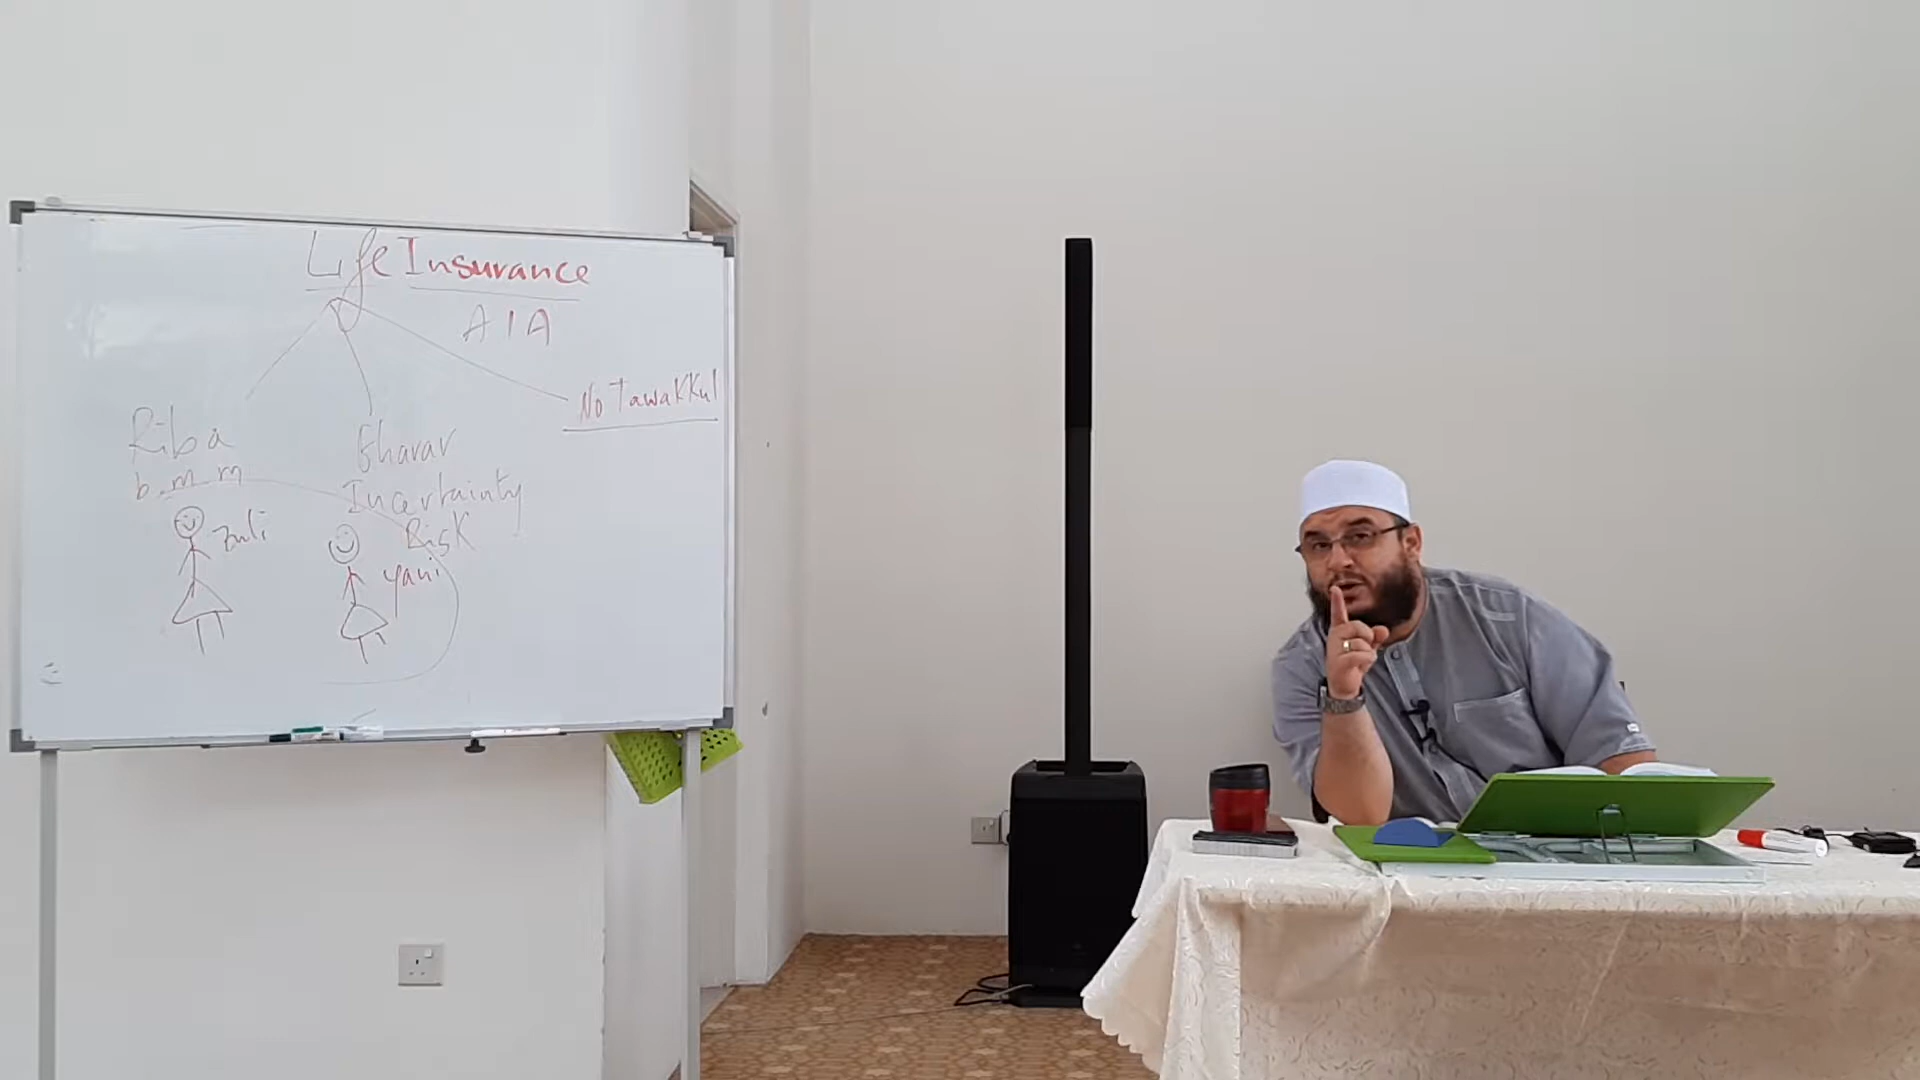 Life Insurance
AIA
No Tawakkul
Riba
b.m.m
Gharar
Incertainty
Risk
Zuli
Yani